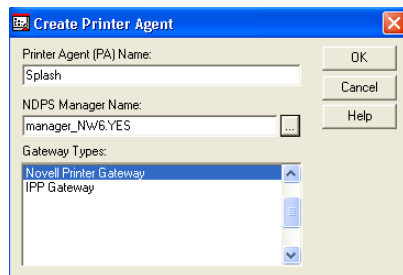 Create Printer Agent
Printer Agent (PA) Name:
OK
Splash
Cancel
NDPS Manager Name:
Help
manager_NW6.YES
...
Gateway Types:
Novell Printer Gateway
IPP Gateway